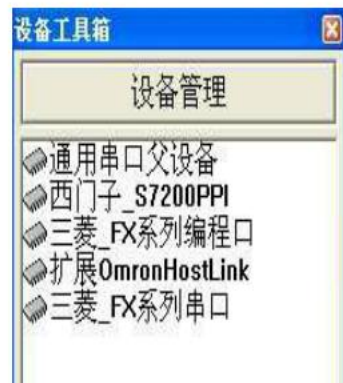 设备工具箱
设备管理
通用串口父设备
西门子_S7200PPI
三菱_FX系列编程口
扩展OmronHostLink
三菱_FX系列串口